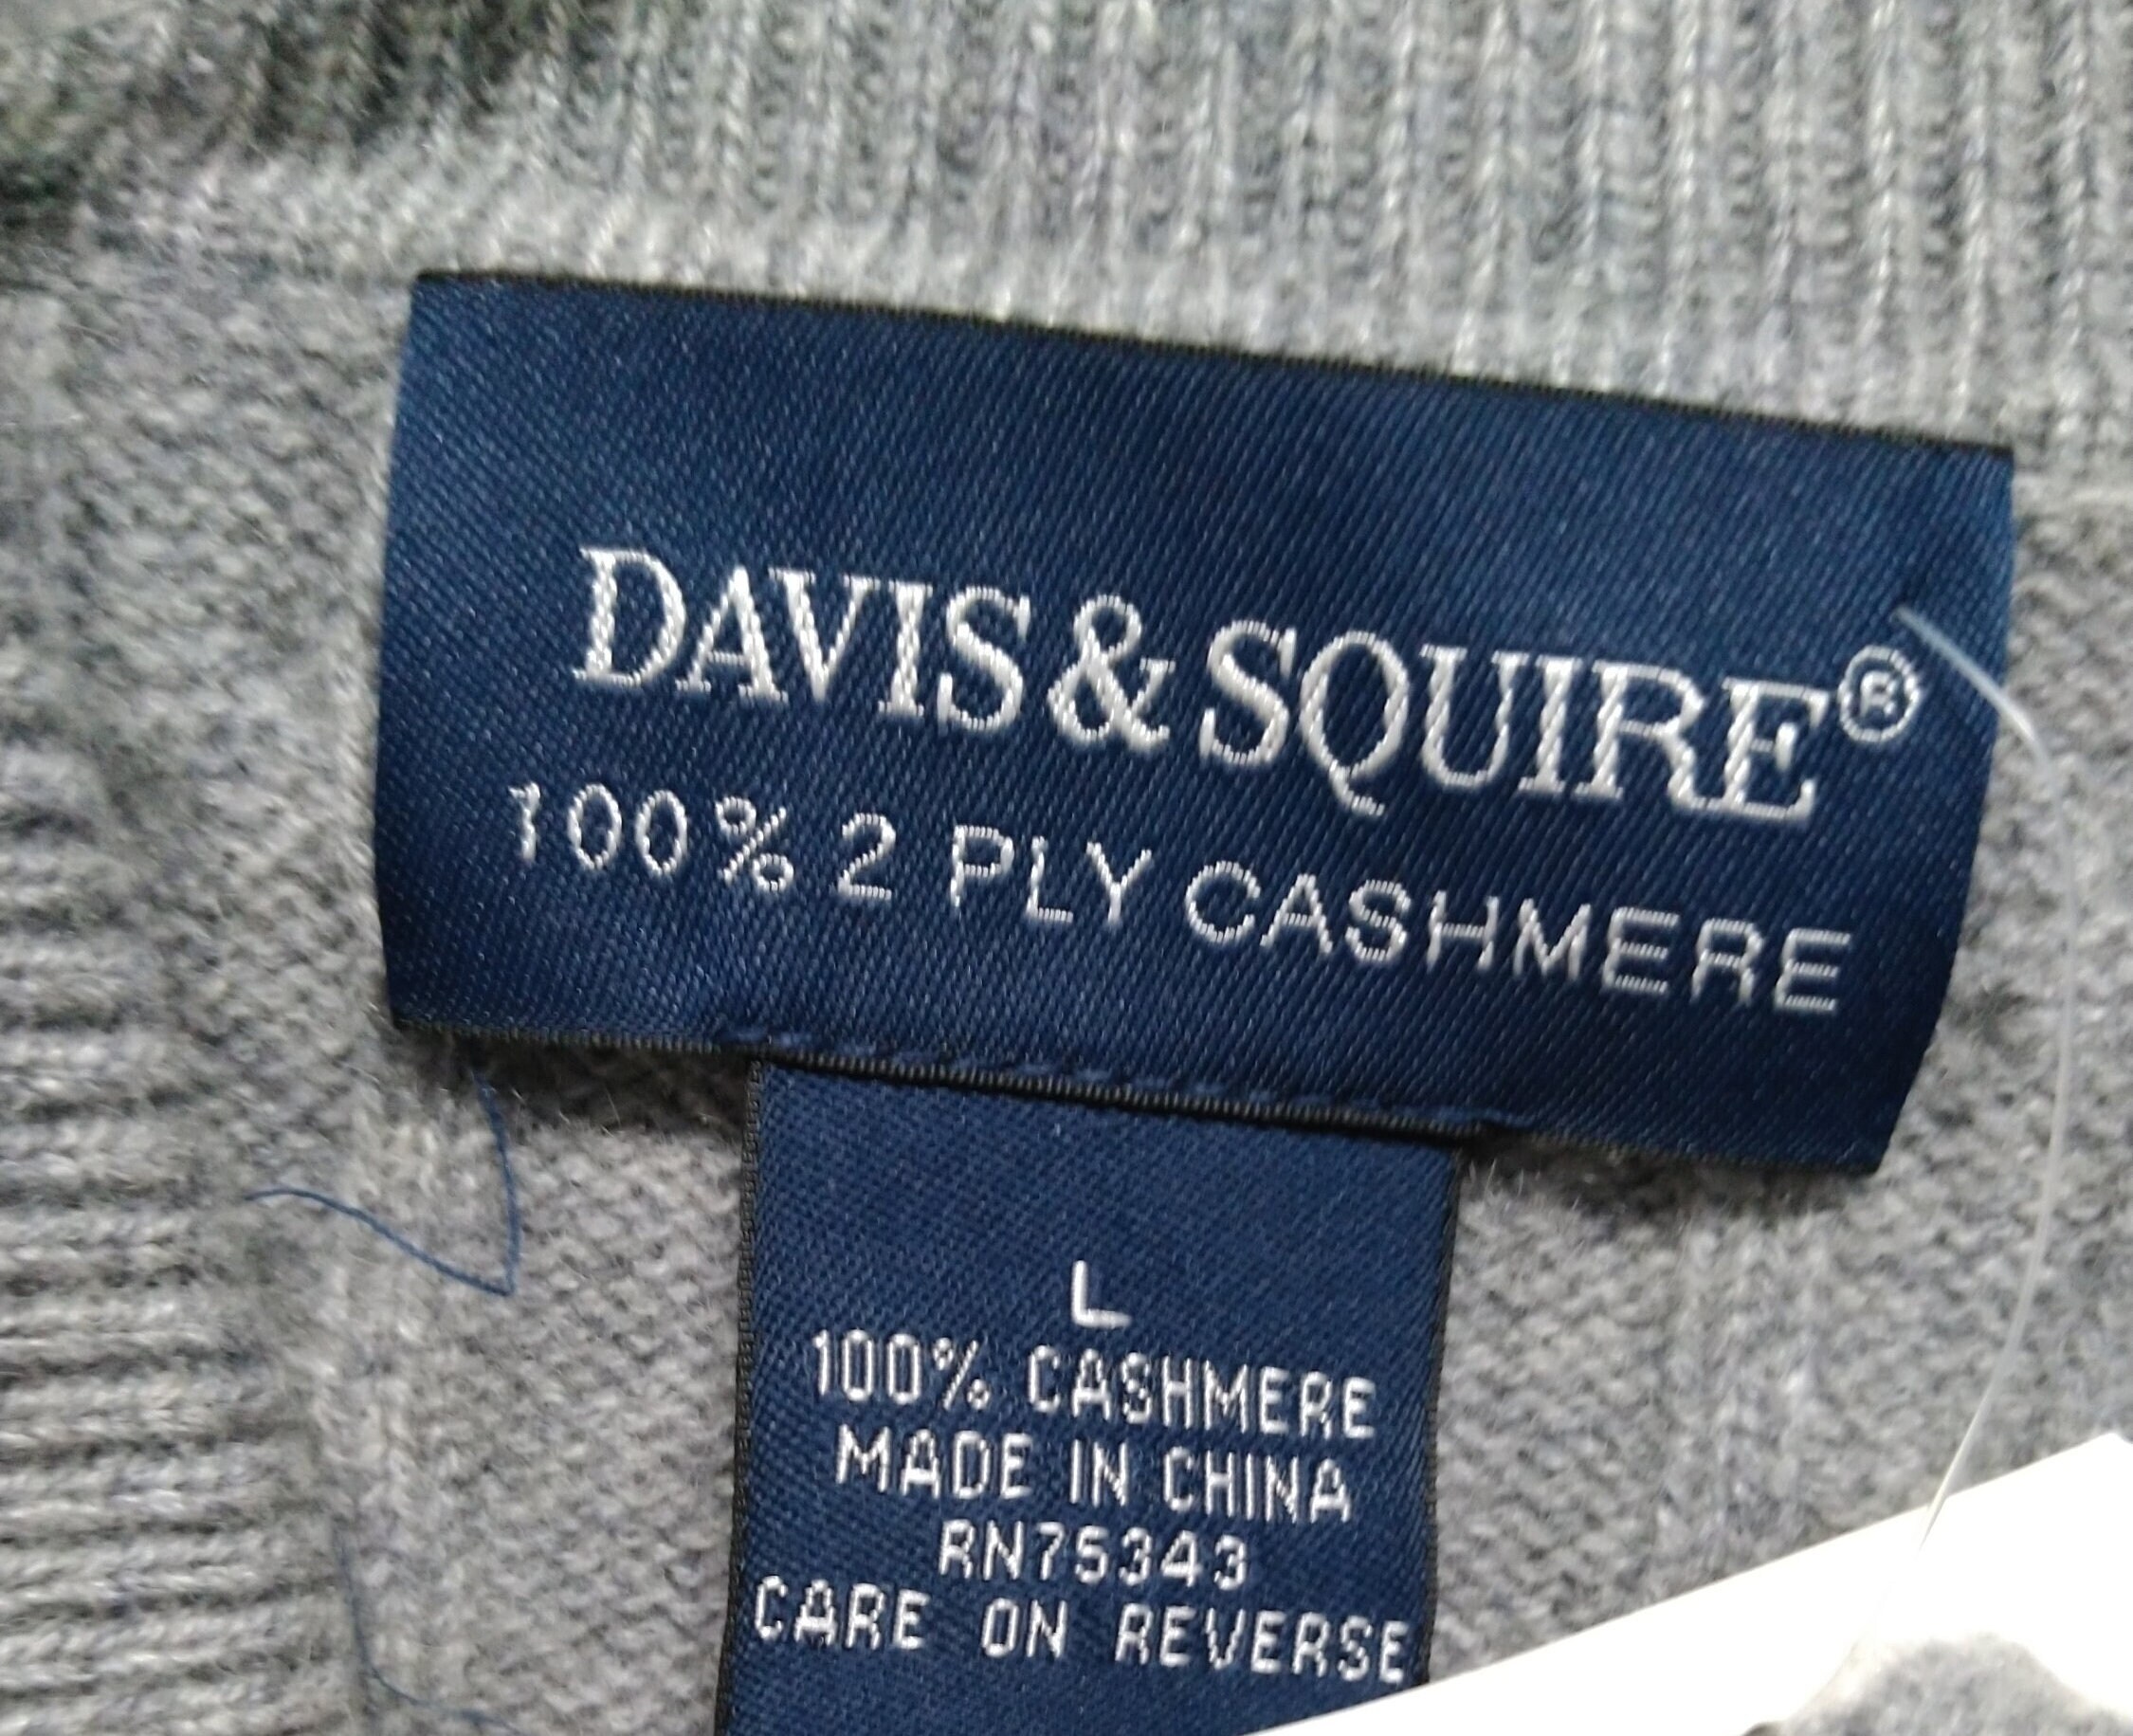 DAVIS & SQUIRE®
100% 2 PLY CASHMERE
L
100% CASHMERE
MADE IN CHINA
RN75343
CARE ON REVERSE